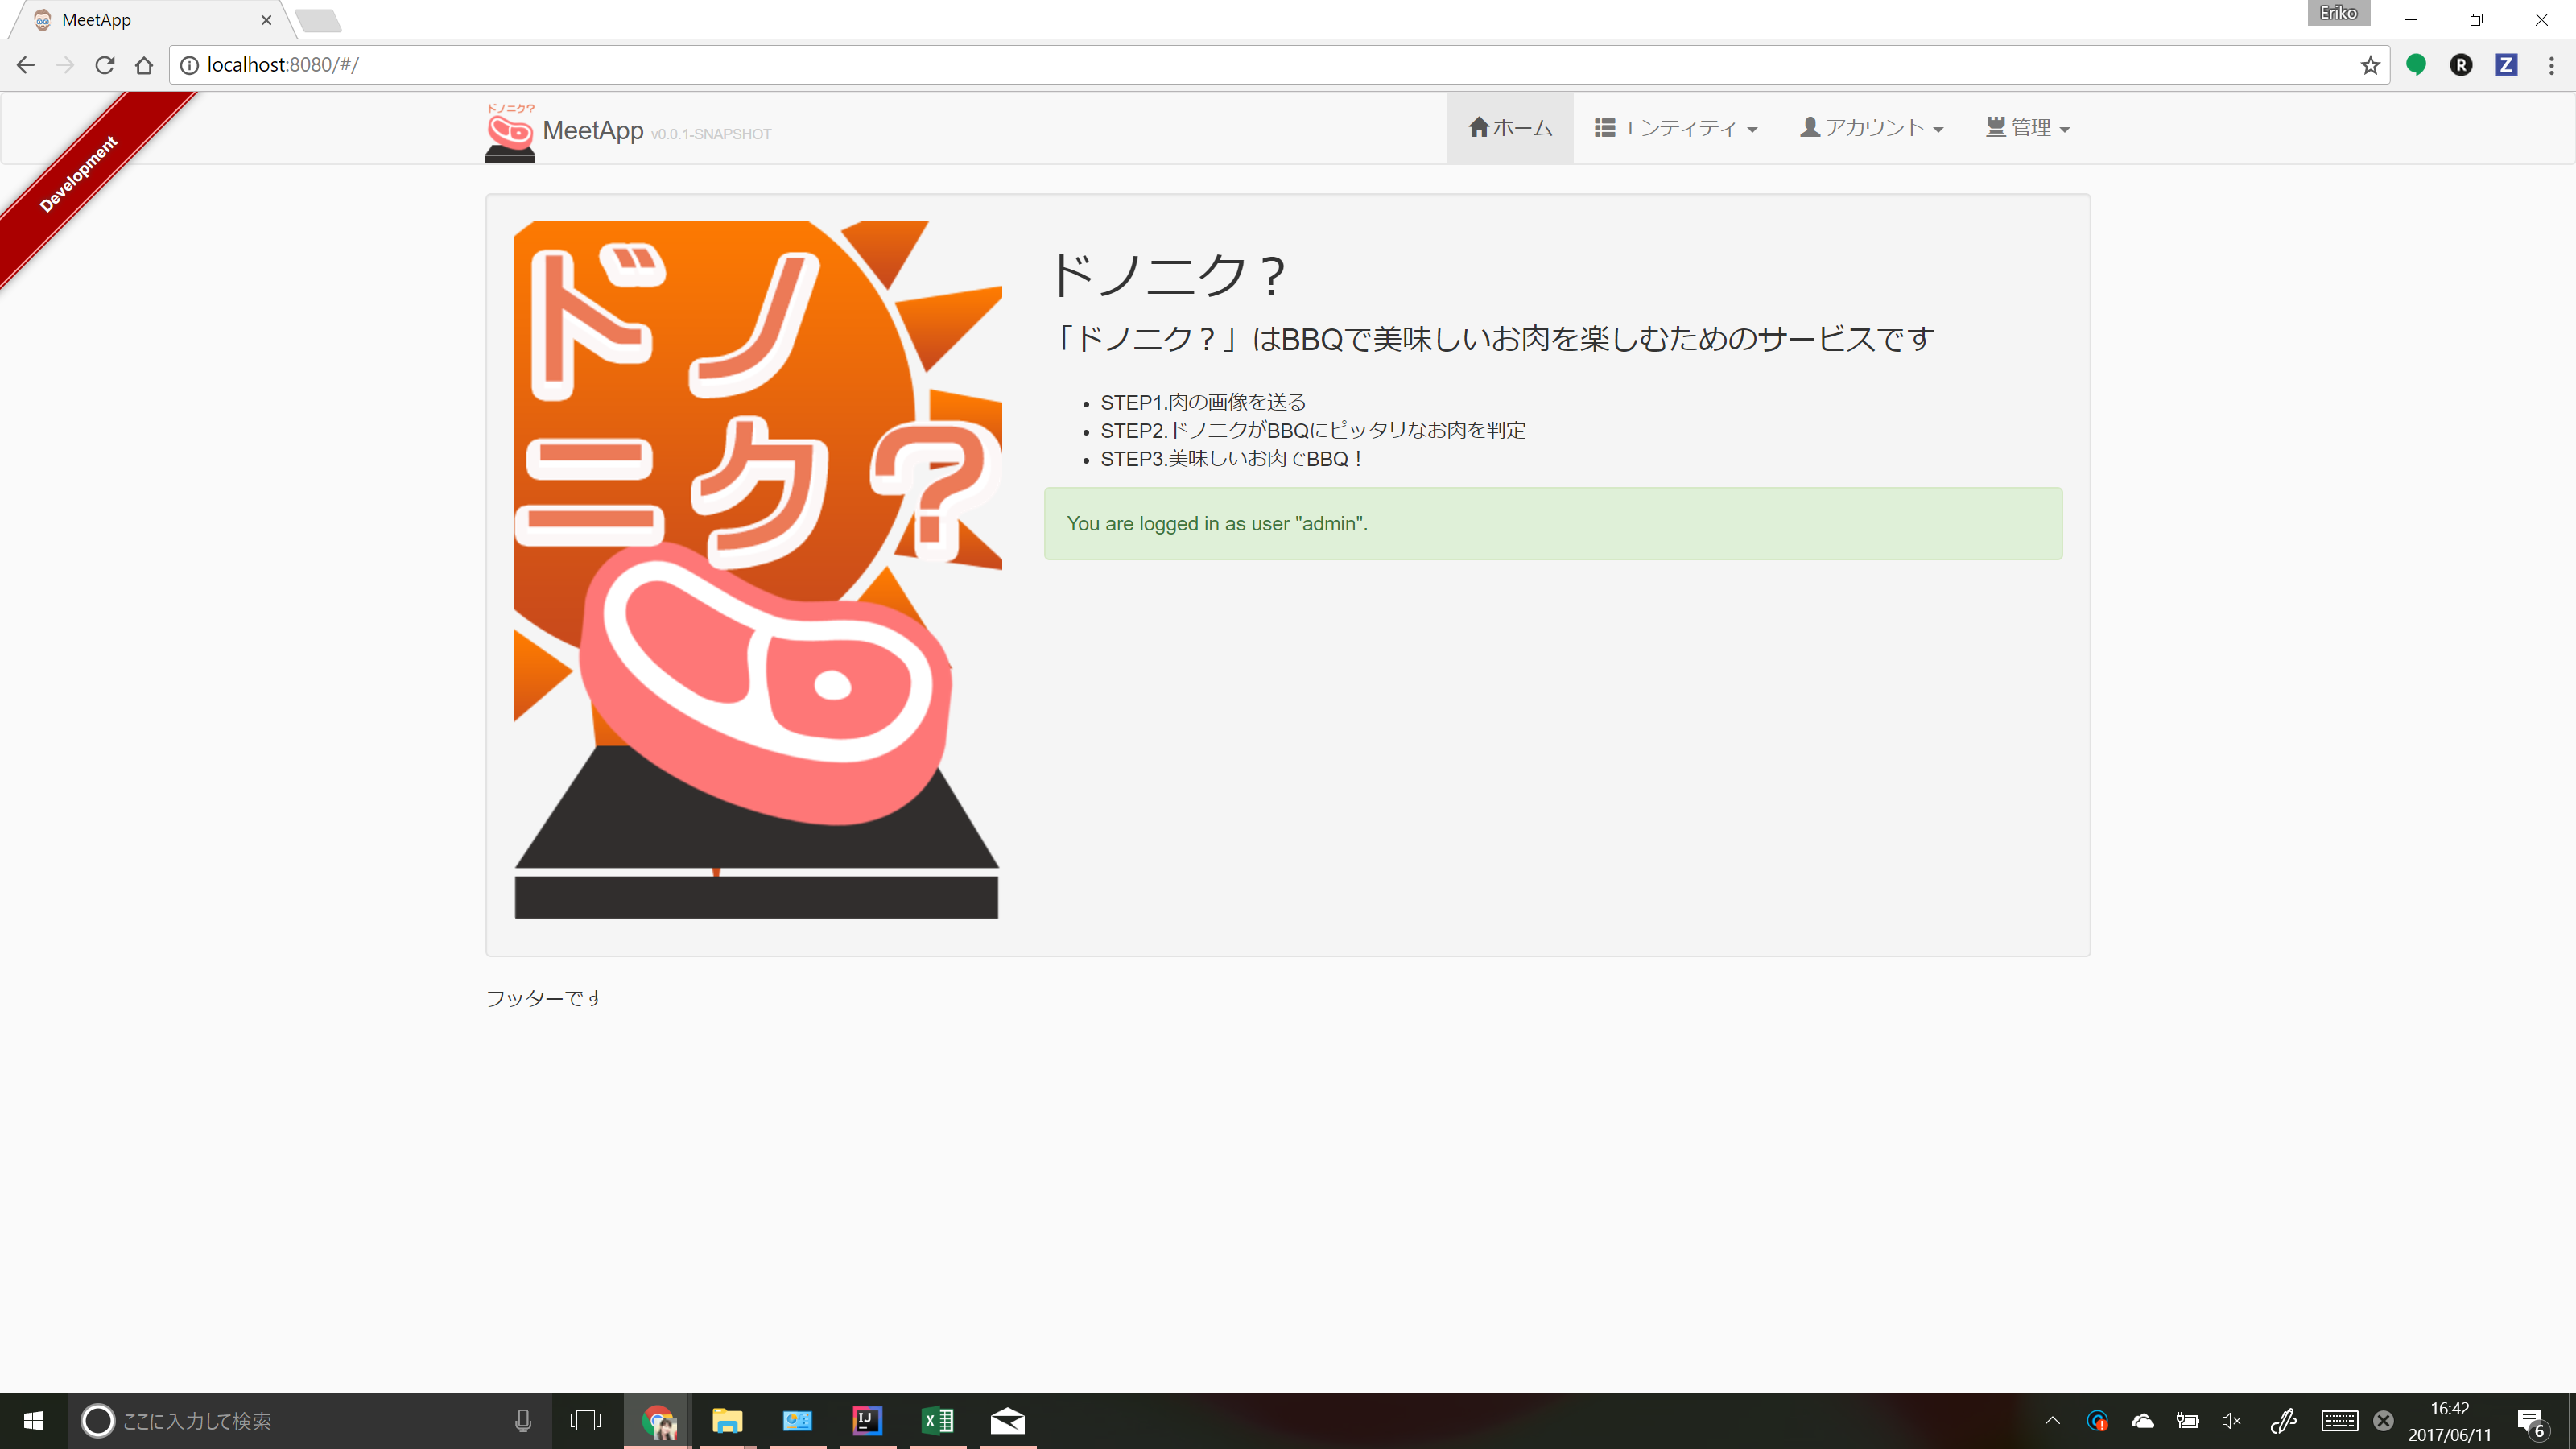 MeetApp
Eriko
localhost:8080/#/
Development
ドノニク?
MeetApp v0.0.1-SNAPSHOT
ホーム
エンティティ
アカウント
管理
ドノ
ニク?
ドノニク？
「ドノニク？」はBBQで美味しいお肉を楽しむためのサービスです
STEP1.肉の画像を送る
STEP2.ドノニクがBBQにピッタリなお肉を判定
STEP3.美味しいお肉でBBQ！
You are logged in as user "admin".
フッターです
ここに入力して検索
16:42
2017/06/11
6
R
Z
IJ
X